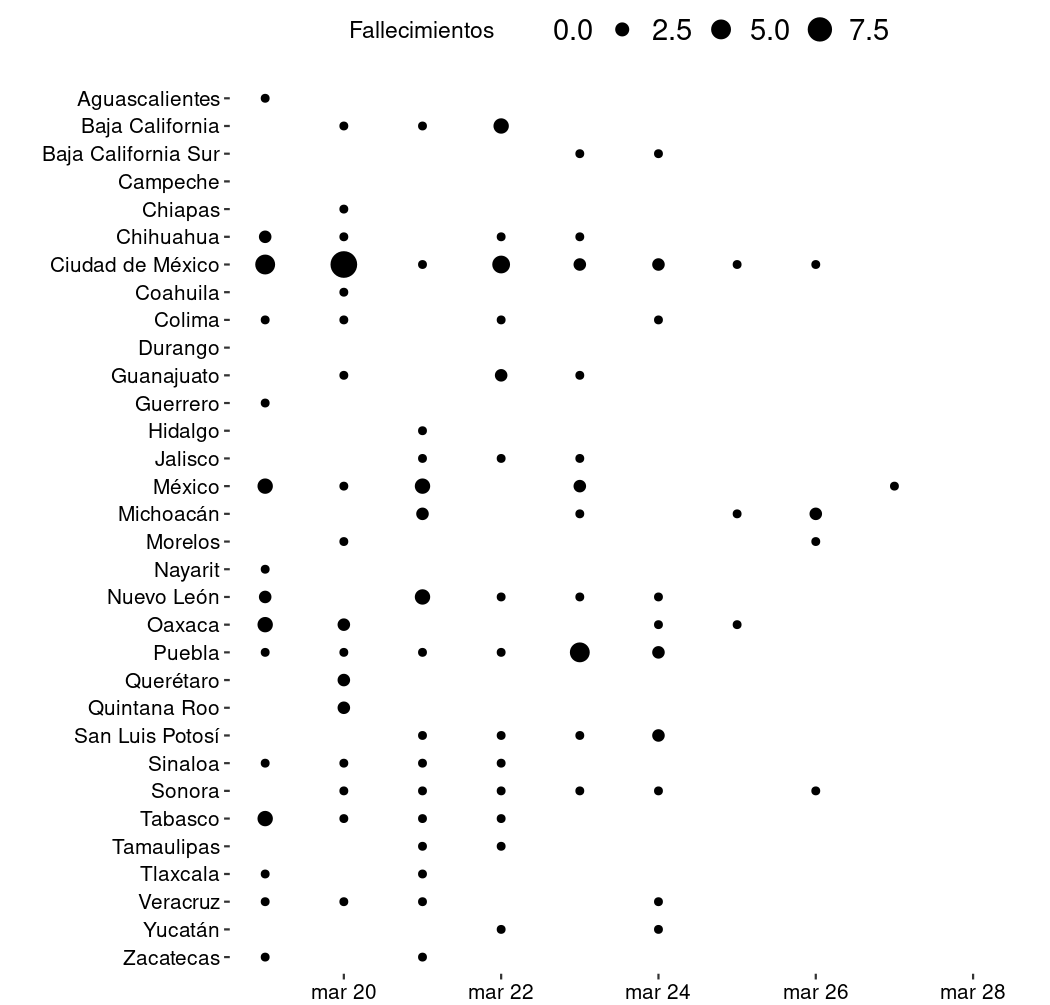 Fallecimientos 0.0 2.5 5.0 7.5
Aguascalientes
Baja California
Baja California Sur
Campeche
Chiapas
Chihuahua
Ciudad de México
Coahuila
Colima
Durango
Guanajuato
Guerrero
Hidalgo
Jalisco
México
Michoacán
Morelos
Nayarit
Nuevo León
Oaxaca
Puebla
Querétaro
Quintana Roo
San Luis Potosí
Sinaloa
Sonora
Tabasco
Tamaulipas
Tlaxcala
Veracruz
Yucatán
Zacatecas
mar 20 mar 22 mar 24 mar 26 mar 28